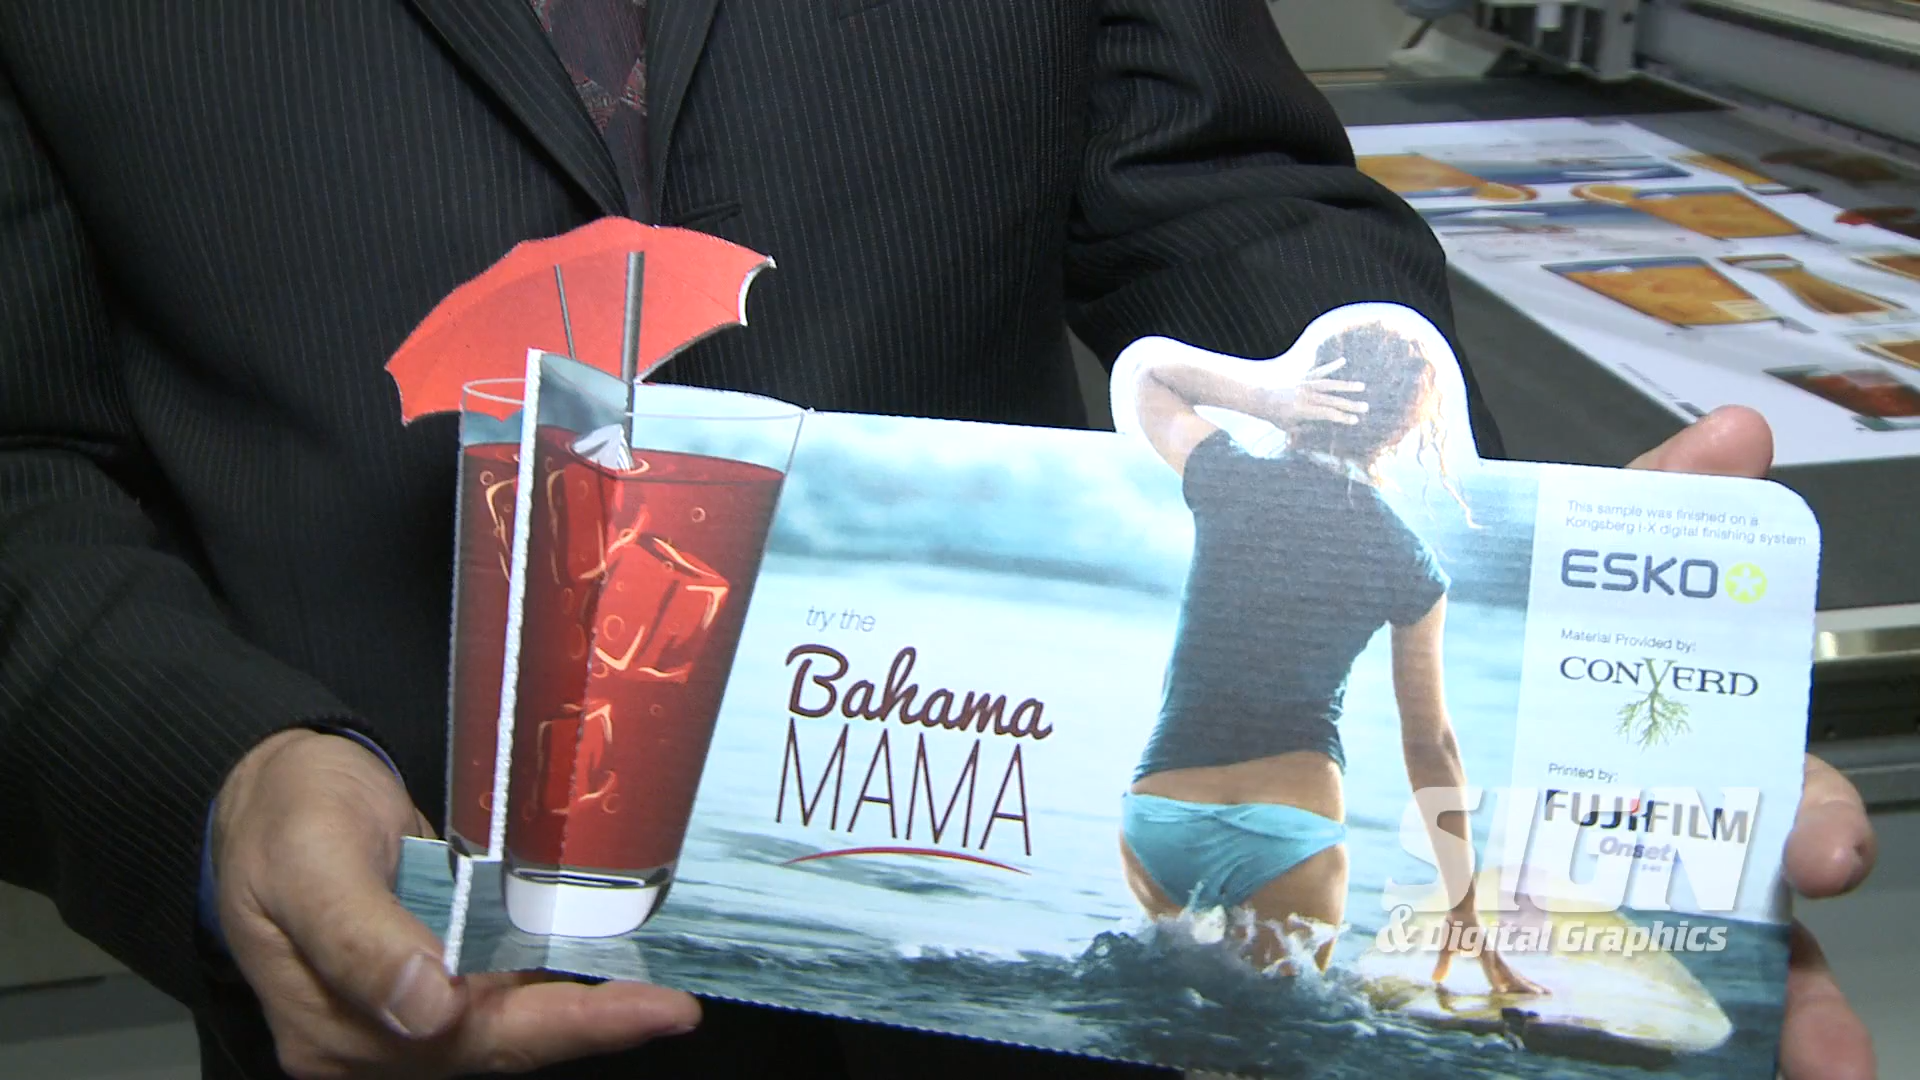 try the
Bahama
MAMA
This sample was finished on a
Kongsberg i-X digital finishing system
ESKO
Material Provided by:
CONVERD
Printed by:
FUJIFILM
Onset
SIGN
& Digital Graphics